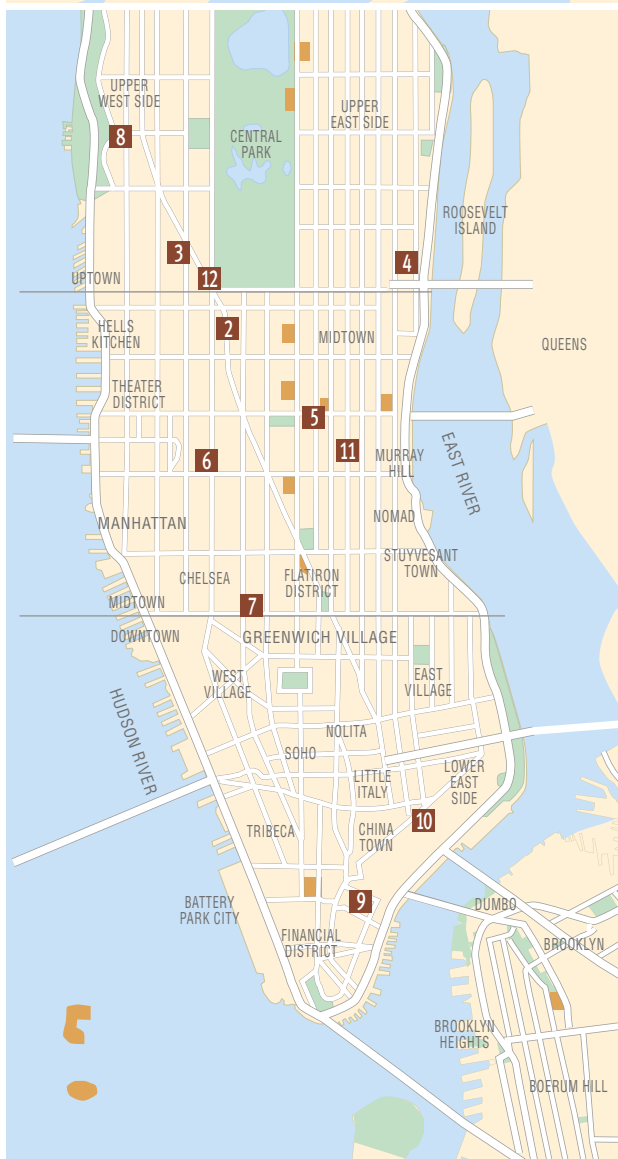 UPPER
WEST SIDE
UPPER
EAST SIDE
8
CENTRAL
PARK
ROOSEVELT
ISLAND
3
4
12
UPTOWN
2
HELLS
KITCHEN
MIDTOWN
QUEENS
THEATER
DISTRICT
5
11
6
MURRAY
HILL
EAST RIVER
NOMAD
MANHATTAN
STUYVESANT
TOWN
CHELSEA
FLATIRON
DISTRICT
7
MIDTOWN
DOWNTOWN
GREENWICH VILLAGE
WEST
VILLAGE
EAST
VILLAGE
HUDSON RIVER
NOLITA
SOHO
LITTLE
ITALY
LOWER
EAST
SIDE
10
TRIBECA
CHINA
TOWN
9
BATTERY
PARK CITY
DUMBO
FINANCIAL
DISTRICT
BROOKLYN
BROOKLYN
HEIGHTS
BOERUM HILL